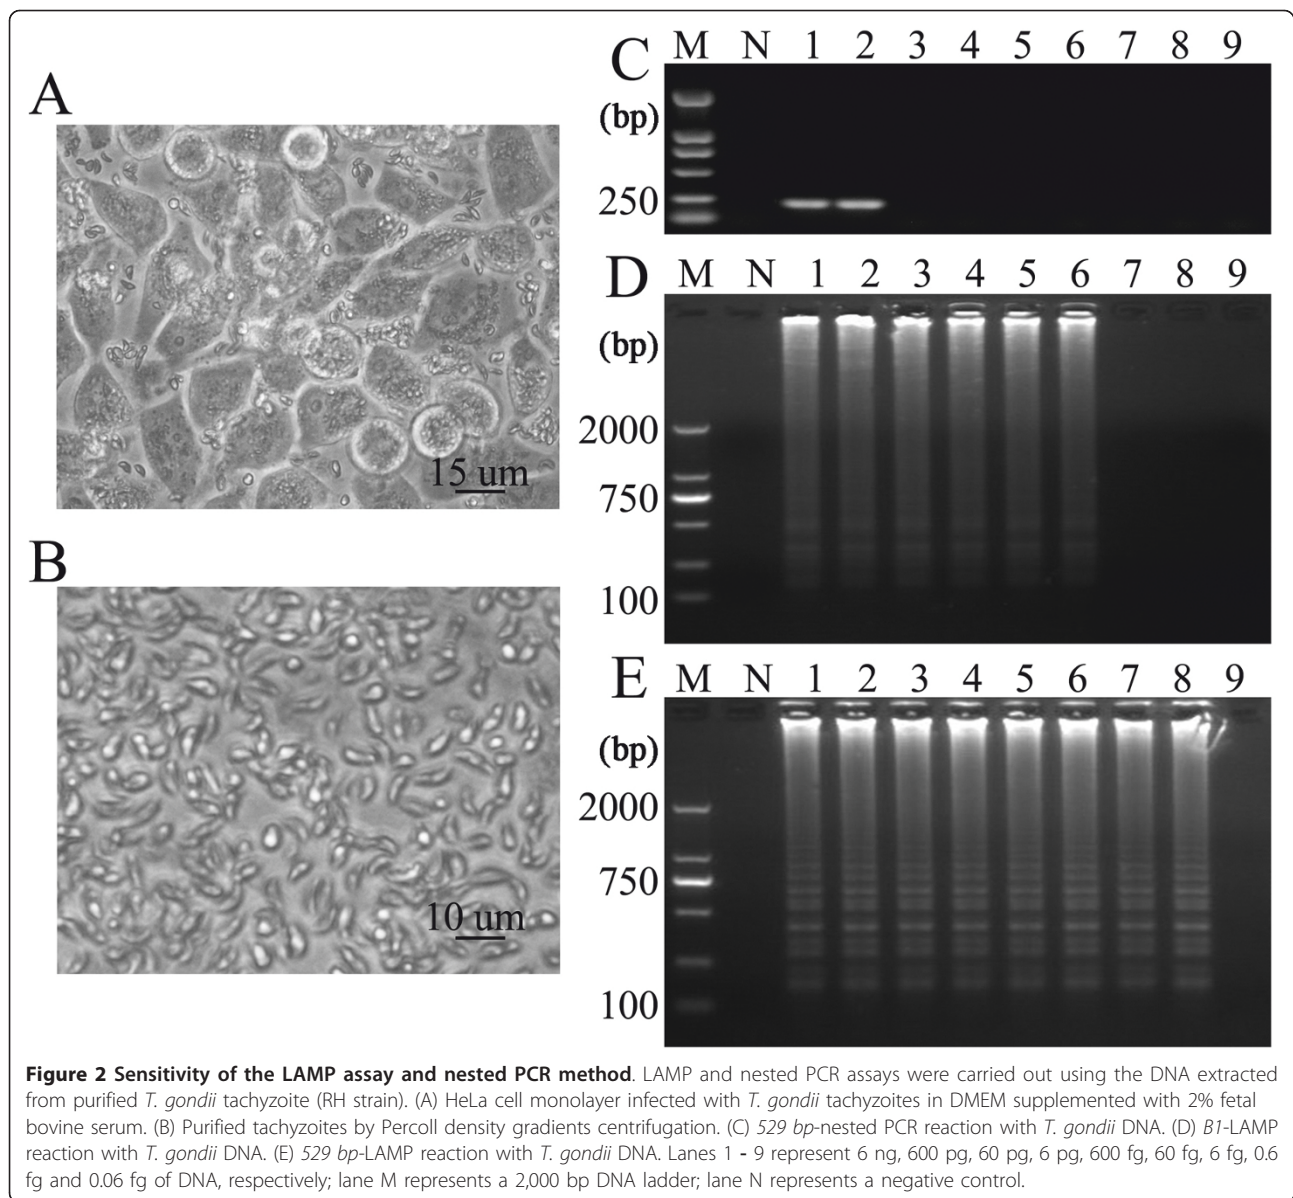 A
15 um
B
10 um
C M N 1 2 3 4 5 6 7 8 9
(bp)
250
D M N 1 2 3 4 5 6 7 8 9
(bp)
2000
750
100
E M N 1 2 3 4 5 6 7 8 9
(bp)
2000
750
100
Figure 2 Sensitivity of the LAMP assay and nested PCR method. LAMP and nested PCR assays were carried out using the DNA extracted
from purified T. gondii tachyzoite (RH strain). (A) HeLa cell monolayer infected with T. gondii tachyzoites in DMEM supplemented with 2% fetal
bovine serum. (B) Purified tachyzoites by Percoll density gradients centrifugation. (C) 529 bp-nested PCR reaction with T. gondii DNA. (D) B1-LAMP
reaction with T. gondii DNA. (E) 529 bp-LAMP reaction with T. gondii DNA. Lanes 1 - 9 represent 6 ng, 600 pg, 60 pg, 6 pg, 600 fg, 60 fg, 6 fg, 0.6
fg and 0.06 fg of DNA, respectively; lane M represents a 2,000 bp DNA ladder; lane N represents a negative control.